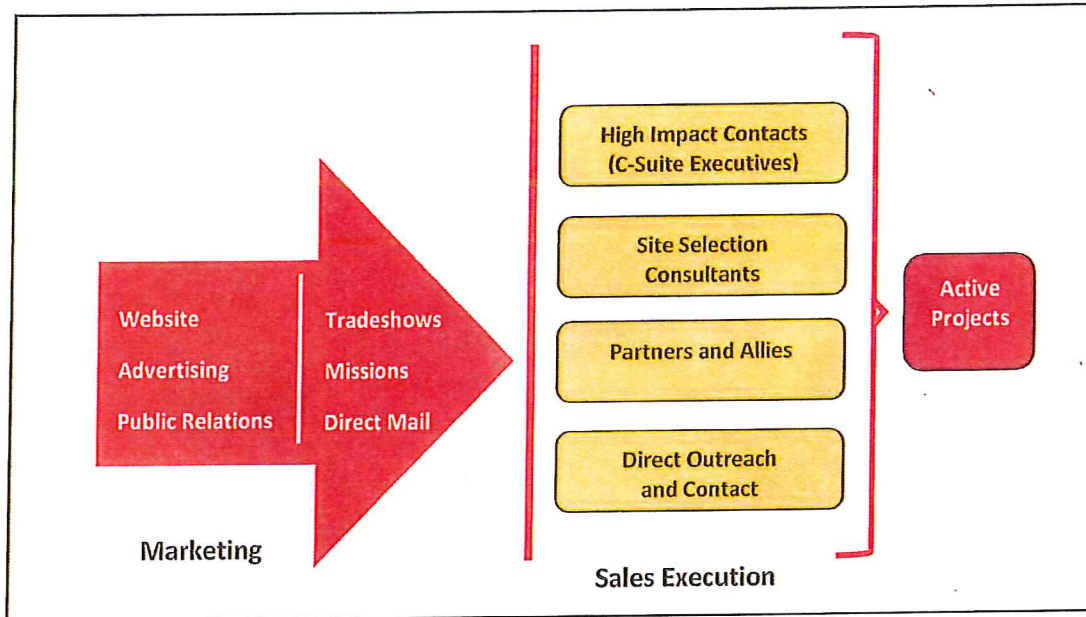 Website
Advertising
Public Relations
Tradeshows
Missions
Direct Mail
Marketing
High Impact Contacts
(C-Suite Executives)
Site Selection
Consultants
Partners and Allies
Direct Outreach
and Contact
Sales Execution
Active
Projects